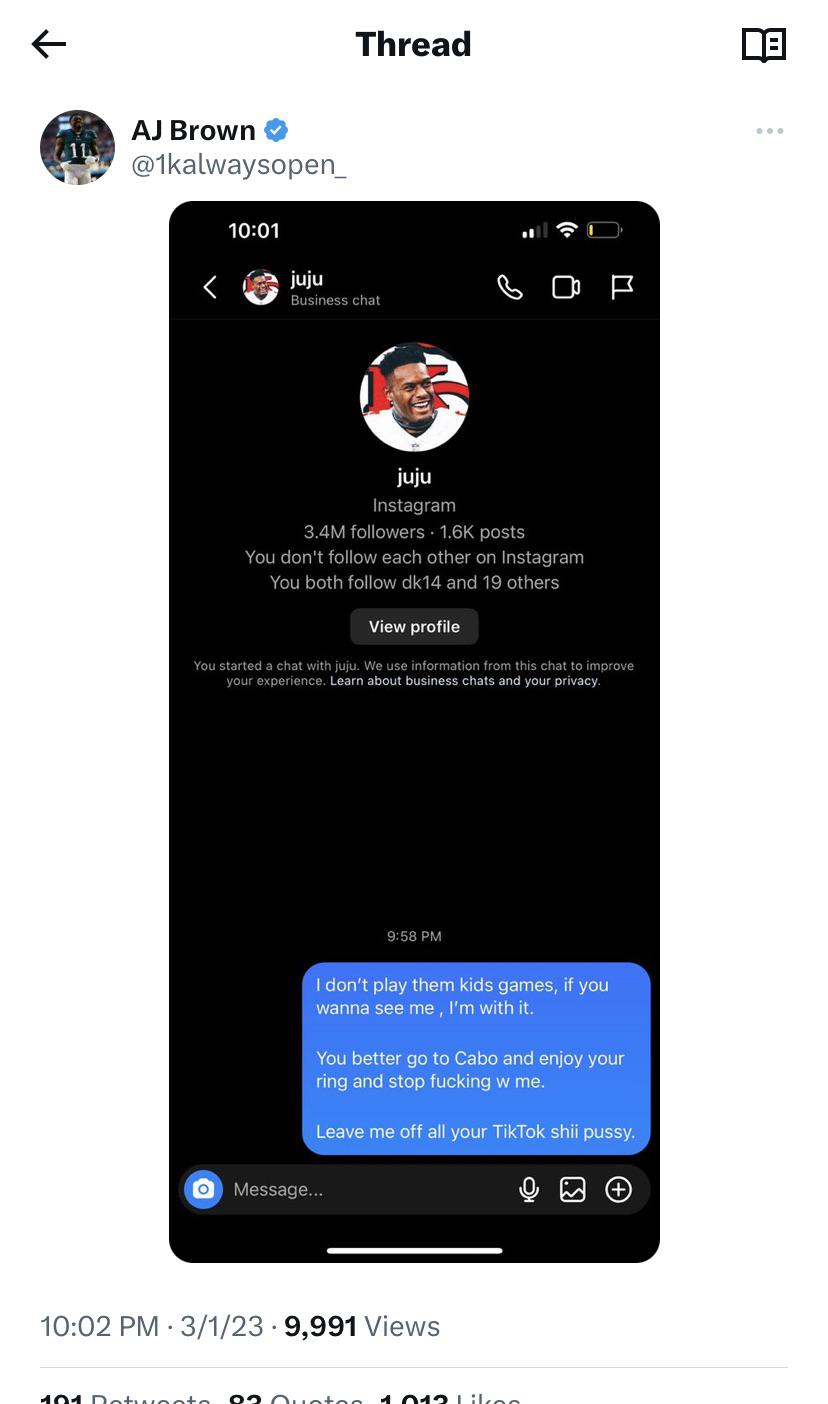 Thread
AJ Brown
@1kalwaysopen_
11
10:01
juju
Business chat
juju
Instagram
3.4M followers · 1.6K posts
You don't follow each other on Instagram
You both follow dk14 and 19 others
View profile
You started a chat with juju. We use information from this chat to improve
your experience. Learn about business chats and your privacy.
9:58 PM
I don't play them kids games, if you
wanna see me , I'm with it.
You better go to Cabo and enjoy your
ring and stop fucking w me.
Leave me off all your TikTok shii pussy.
Message...
10:02 PM · 3/1/23 · 9,991 Views
191 Retweets 83 Quotes 1,013 Likes